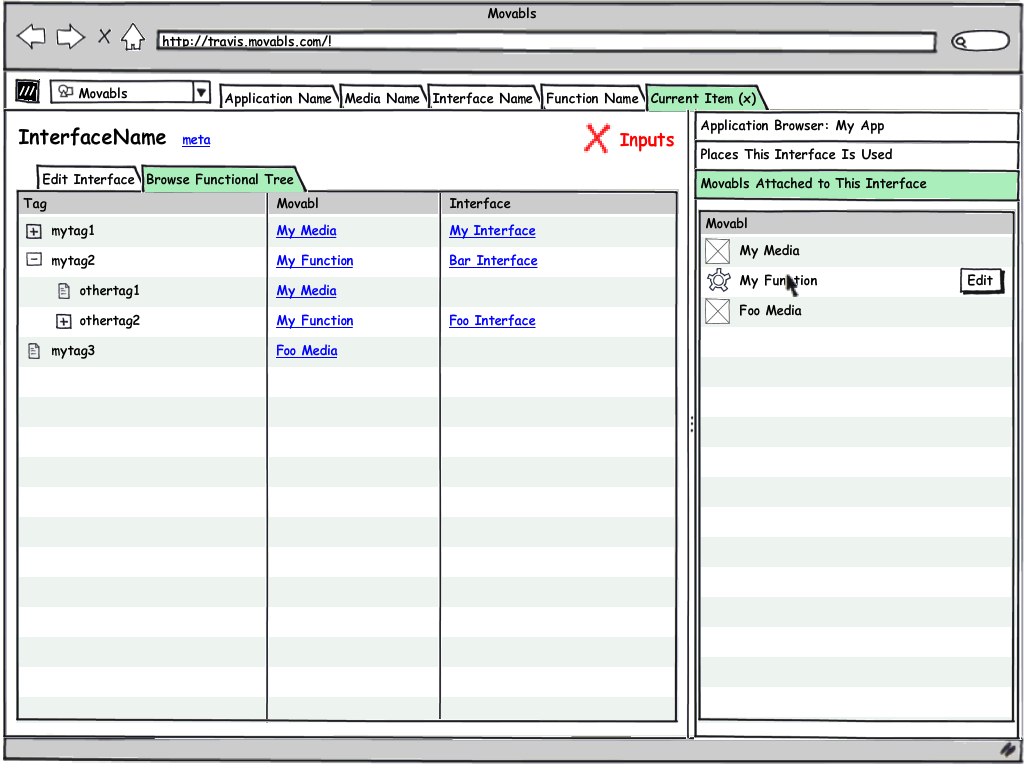 Movabls
http://travis.movabls.com/!
Movabls
Application Name
Media Name
Interface Name
Function Name
Current Item (x)
InterfaceName
meta
X Inputs
Edit Interface
Browse Functional Tree
Tag Movabl Interface
mytag1 My Media My Interface
mytag2 My Function Bar Interface
othertag1 My Media
othertag2 My Function Foo Interface
mytag3 Foo Media
Application Browser: My App
Places This Interface Is Used
Movabls Attached to This Interface
Movabl
My Media
My Function Edit
Foo Media